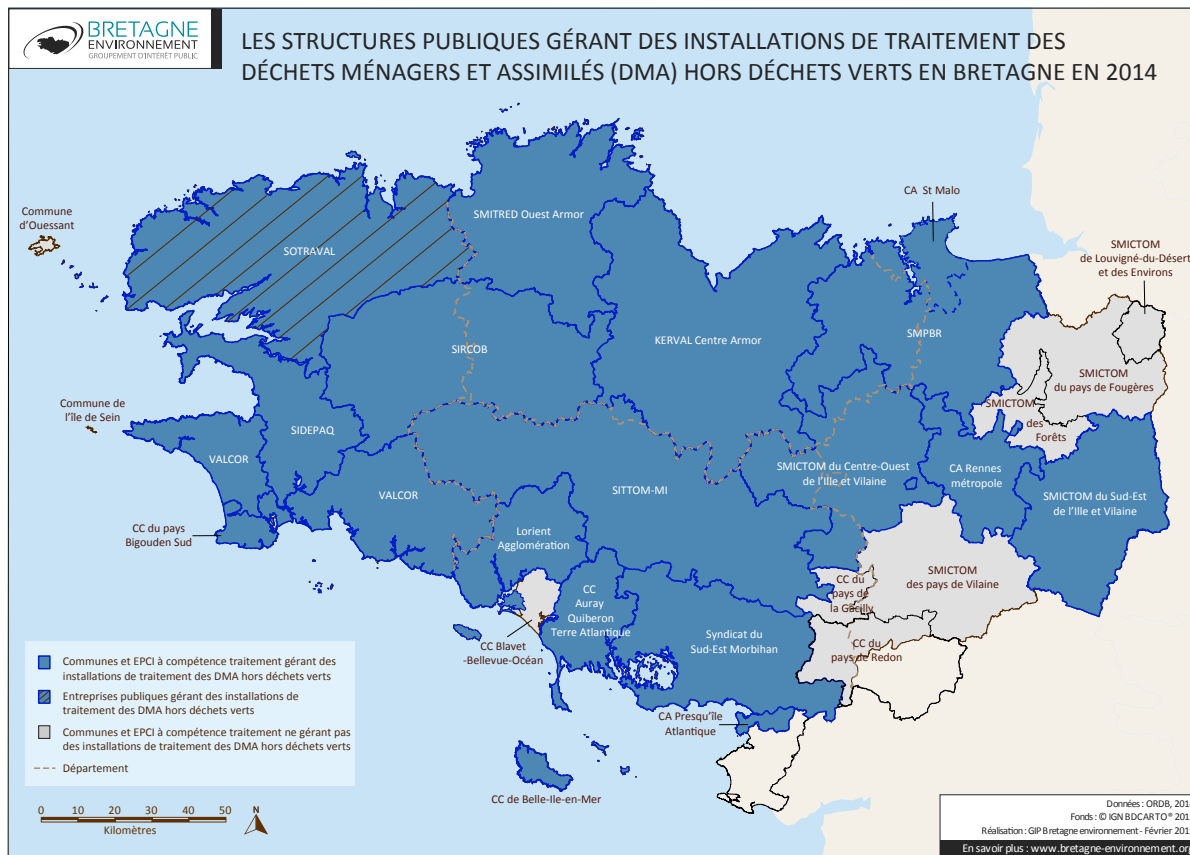 BRETAGNE
ENVIRONNEMENT
GROUPEMENT D'INTÉRÊT PUBLIC
LES STRUCTURES PUBLIQUES GÉRANT DES INSTALLATIONS DE TRAITEMENT DES
DÉCHETS MÉNAGERS ET ASSIMILÉS (DMA) HORS DÉCHETS VERTS EN BRETAGNE EN 2014
CA St Malo
Commune
d'Ouessant
SMITRED Ouest Armor
SOTRAVAL
SMICTOM
de Louvigné-du-Désert
et des Environs
SMPBR
KERVAL Centre Armor
SIRCOB
SMICTOM
du pays de Fougères
SMICTOM
des
Forêts
Commune de
l'île de Sein
SIDEPAQ
VALCOR
VALCOR
SITTOM-MI
SMICTOM du Centre-Ouest
de l'Ille et Vilaine
CA Rennes
métropole
SMICTOM du Sud-Est
de l'Ille et Vilaine
CC du pays
Bigouden Sud
Lorient
Agglomération
SMICTOM
des pays de Vilaine
CC du
pays de
la Gacilly
CC
Auray
Quiberon
Terre Atlantique
CC Blavet
-Bellevue-Océan
Syndicat du
Sud-Est Morbihan
CC du
pays de Redon
CA Presqu'île
Atlantique
CC de Belle-Ile-en-Mer
Communes et EPCI à compétence traitement gérant des
installations de traitement des DMA hors déchets verts
Entreprises publiques gérant des installations de
traitement des DMA hors déchets verts
Communes et EPCI à compétence traitement ne gérant pas
des installations de traitement des DMA hors déchets verts
Département
0 10 20 30 40 50
Kilomètres
N
Données : ORDB, 201
Fonds : © IGN BDCARTO® 201
Réalisation : GIP Bretagne environnement - Février 201
En savoir plus : www.bretagne-environnement.org